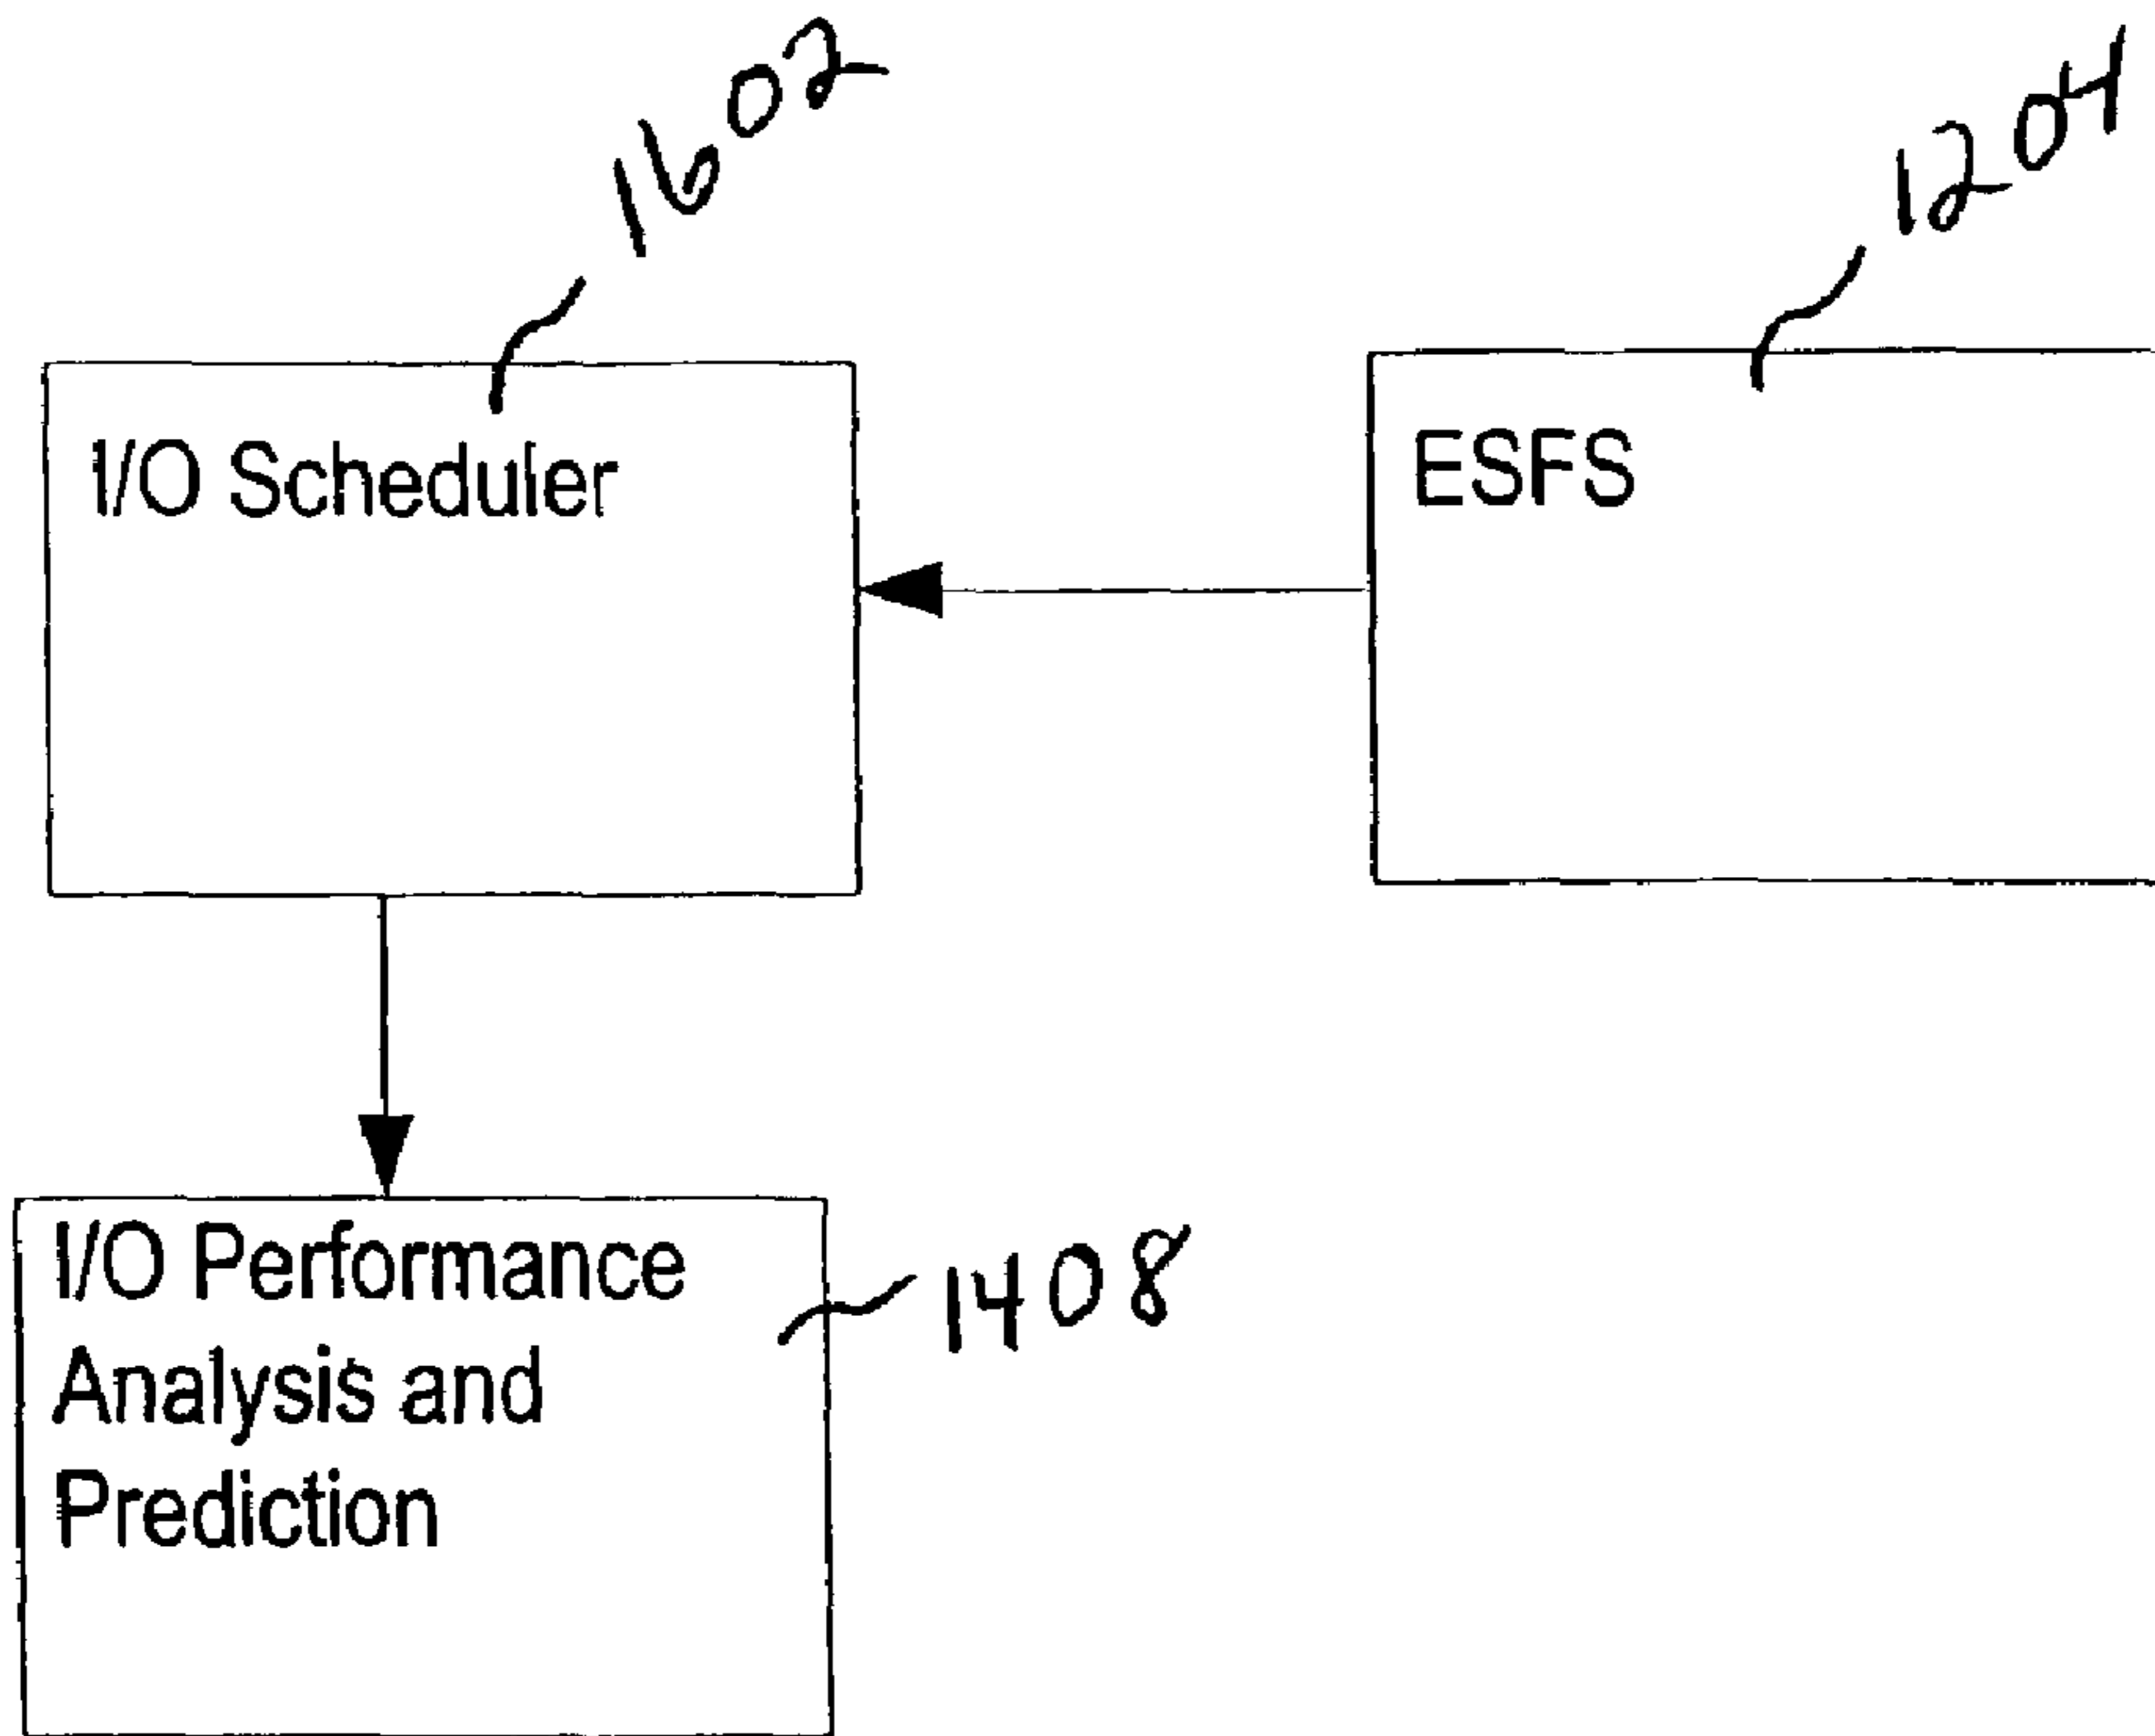 1602
1204
I/O Scheduler
ESFS
I/O Performance
Analysis and
Prediction
1408